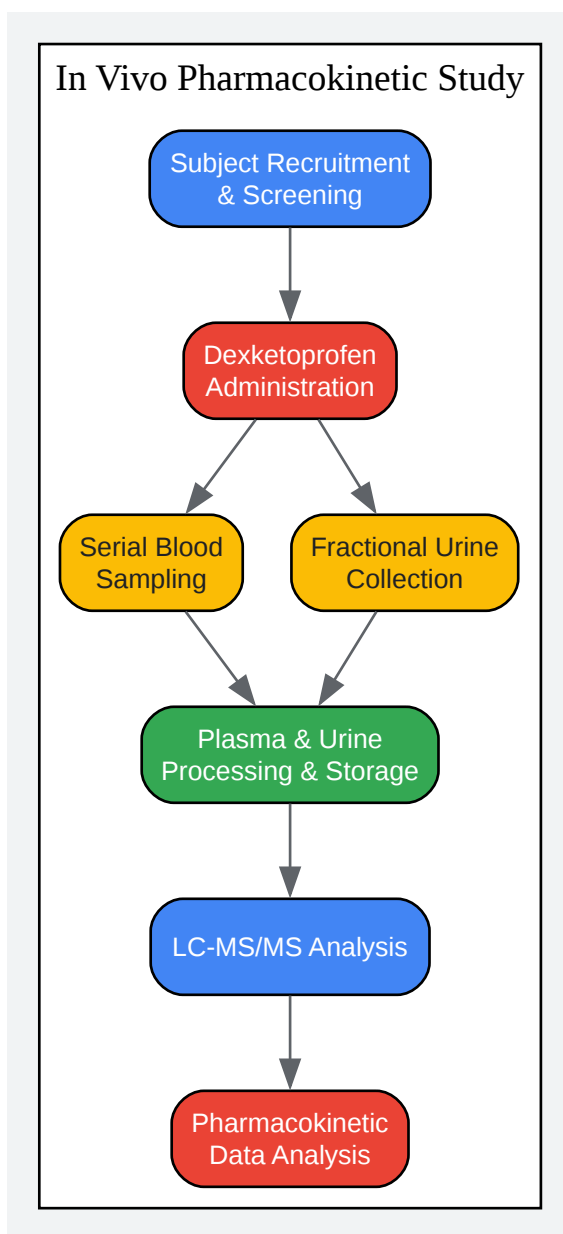 In Vivo Pharmacokinetic Study
Subject Recruitment
& Screening
Dexketoprofen
Administration
Serial Blood
Sampling
Fractional Urine
Collection
Plasma & Urine
Processing & Storage
LC-MS/MS Analysis
Pharmacokinetic
Data Analysis